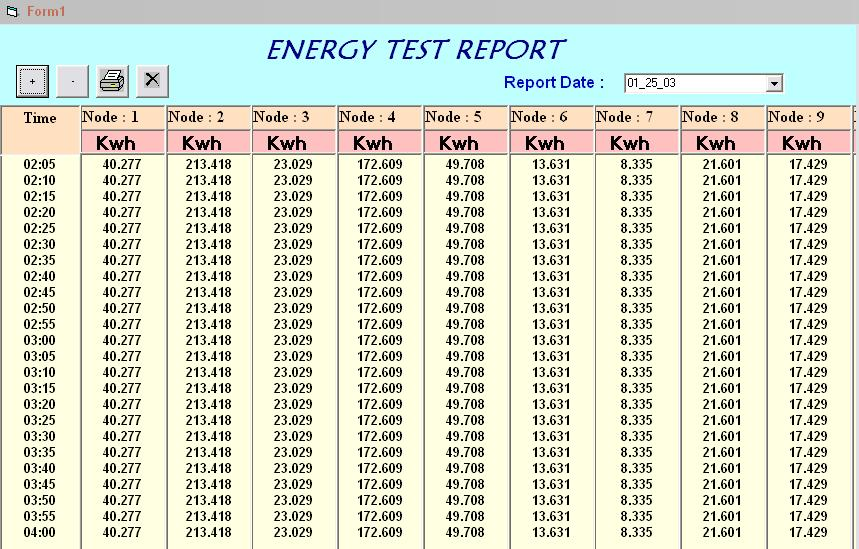 Form1
ENERGY TEST REPORT
+ - Report Date : 01_25_03
Time Node : 1 Node : 2 Node : 3 Node : 4 Node : 5 Node : 6 Node : 7 Node : 8 Node : 9
Kwh Kwh Kwh Kwh Kwh Kwh Kwh Kwh Kwh
02:05 40.277 213.418 23.029 172.609 49.708 13.631 8.335 21.601 17.429
02:10 40.277 213.418 23.029 172.609 49.708 13.631 8.335 21.601 17.429
02:15 40.277 213.418 23.029 172.609 49.708 13.631 8.335 21.601 17.429
02:20 40.277 213.418 23.029 172.609 49.708 13.631 8.335 21.601 17.429
02:25 40.277 213.418 23.029 172.609 49.708 13.631 8.335 21.601 17.429
02:30 40.277 213.418 23.029 172.609 49.708 13.631 8.335 21.601 17.429
02:35 40.277 213.418 23.029 172.609 49.708 13.631 8.335 21.601 17.429
02:40 40.277 213.418 23.029 172.609 49.708 13.631 8.335 21.601 17.429
02:45 40.277 213.418 23.029 172.609 49.708 13.631 8.335 21.601 17.429
02:50 40.277 213.418 23.029 172.609 49.708 13.631 8.335 21.601 17.429
02:55 40.277 213.418 23.029 172.609 49.708 13.631 8.335 21.601 17.429
03:00 40.277 213.418 23.029 172.609 49.708 13.631 8.335 21.601 17.429
03:05 40.277 213.418 23.029 172.609 49.708 13.631 8.335 21.601 17.429
03:10 40.277 213.418 23.029 172.609 49.708 13.631 8.335 21.601 17.429
03:15 40.277 213.418 23.029 172.609 49.708 13.631 8.335 21.601 17.429
03:20 40.277 213.418 23.029 172.609 49.708 13.631 8.335 21.601 17.429
03:25 40.277 213.418 23.029 172.609 49.708 13.631 8.335 21.601 17.429
03:30 40.277 213.418 23.029 172.609 49.708 13.631 8.335 21.601 17.429
03:35 40.277 213.418 23.029 172.609 49.708 13.631 8.335 21.601 17.429
03:40 40.277 213.418 23.029 172.609 49.708 13.631 8.335 21.601 17.429
03:45 40.277 213.418 23.029 172.609 49.708 13.631 8.335 21.601 17.429
03:50 40.277 213.418 23.029 172.609 49.708 13.631 8.335 21.601 17.429
03:55 40.277 213.418 23.029 172.609 49.708 13.631 8.335 21.601 17.429
04:00 40.277 213.418 23.029 172.609 49.708 13.631 8.335 21.601 17.429